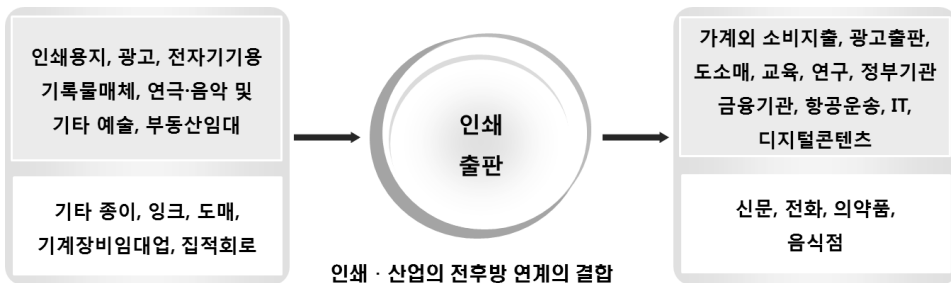 인쇄용지, 광고, 전자기기용
기록물매체, 연극·음악 및
기타 예술, 부동산임대
기타 종이, 잉크, 도매,
기계장비임대업, 집적회로
인쇄
출판
인쇄 · 산업의 전후방 연계의 결합
가계외 소비지출, 광고출판,
도소매, 교육, 연구, 정부기관
금융기관, 항공운송, IT,
디지털콘텐츠
신문, 전화, 의약품,
음식점